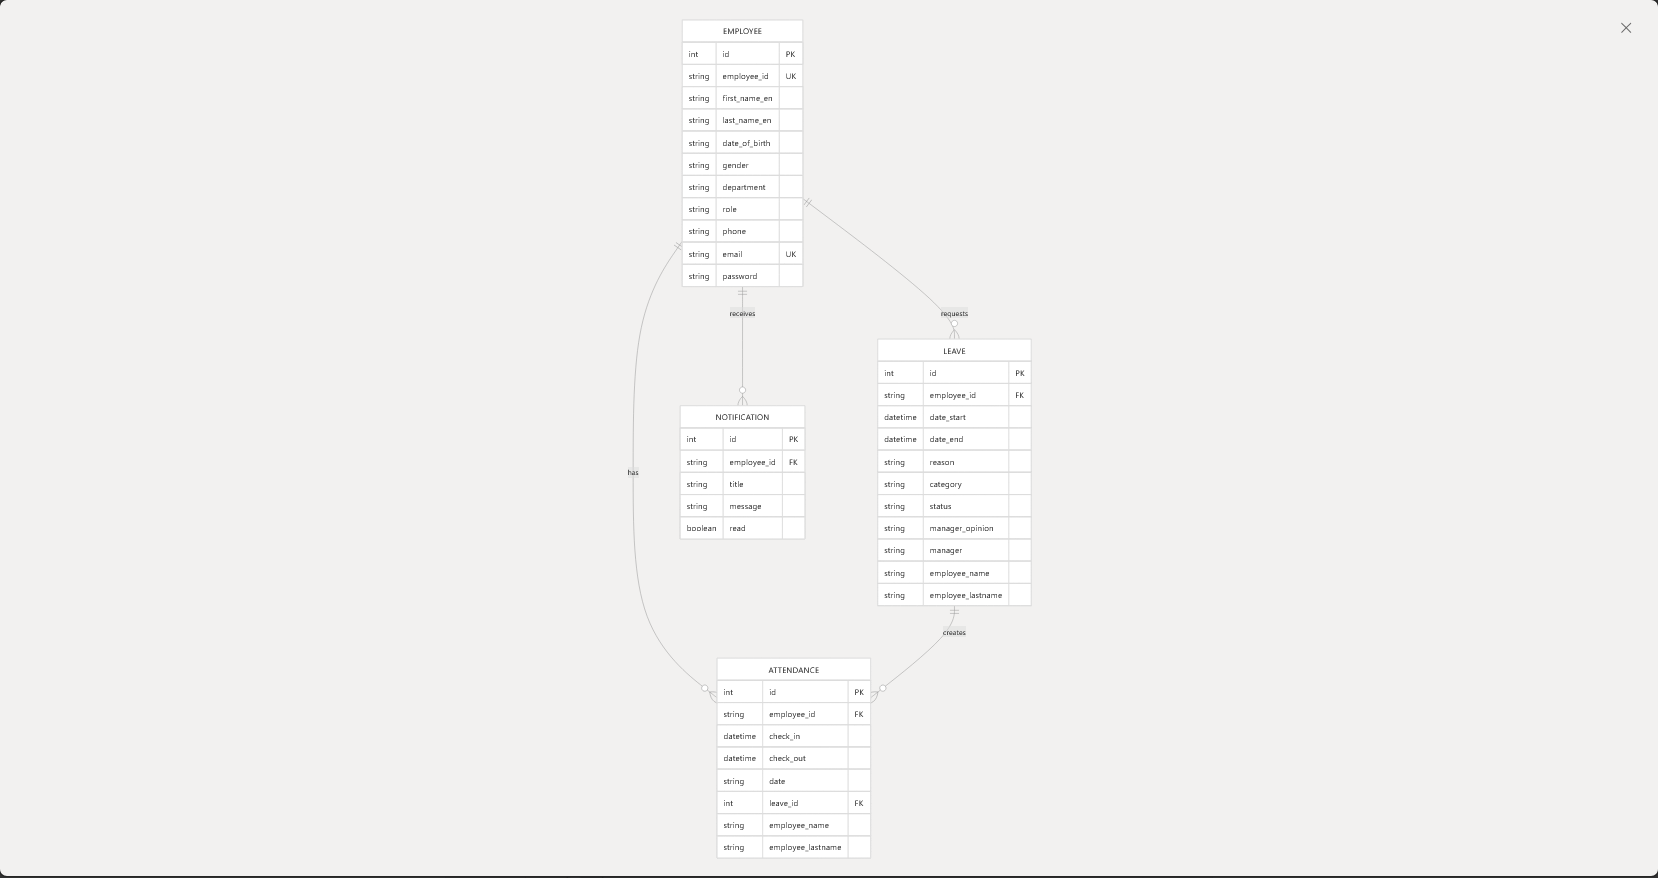 EMPLOYEE
int id PK
string employee_id UK
string first_name_en
string last_name_en
string date_of_birth
string gender
string department
string role
string phone
string email UK
string password
receives
requests
has
NOTIFICATION
int id PK
string employee_id FK
string title
string message
boolean read
LEAVE
int id PK
string employee_id FK
datetime date_start
datetime date_end
string reason
string category
string status
string manager_opinion
string manager
string employee_name
string employee_lastname
creates
ATTENDANCE
int id PK
string employee_id FK
datetime check_in
datetime check_out
string date
int leave_id FK
string employee_name
string employee_lastname